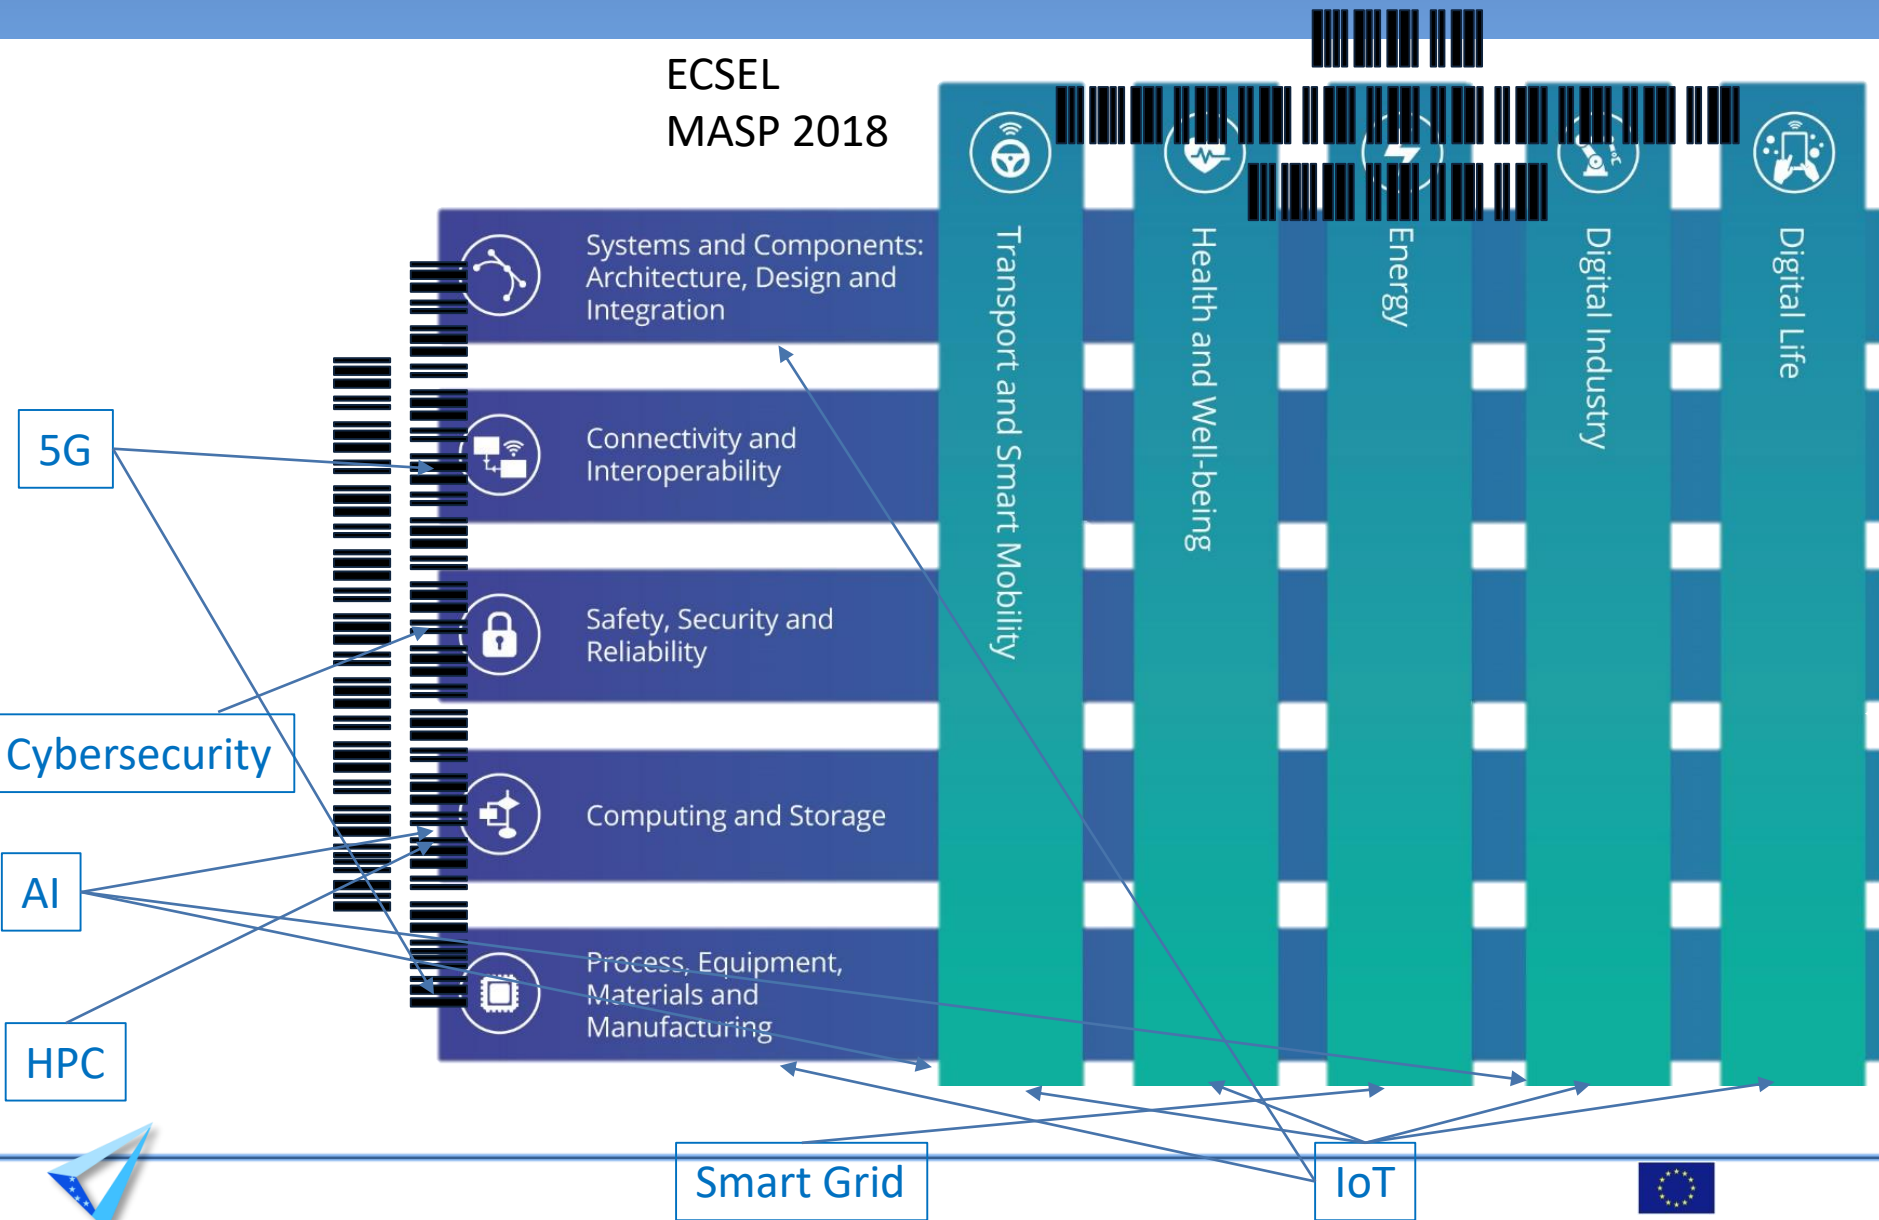 ECSEL
MASP 2018
Transport and Smart Mobility
Health and Well-being
Energy
Digital Industry
Digital Life
Systems and Components:
Architecture, Design and
Integration
Connectivity and
Interoperability
Safety, Security and
Reliability
Computing and Storage
Process, Equipment,
Materials and
Manufacturing
5G
Cybersecurity
AI
HPC
Smart Grid
IoT